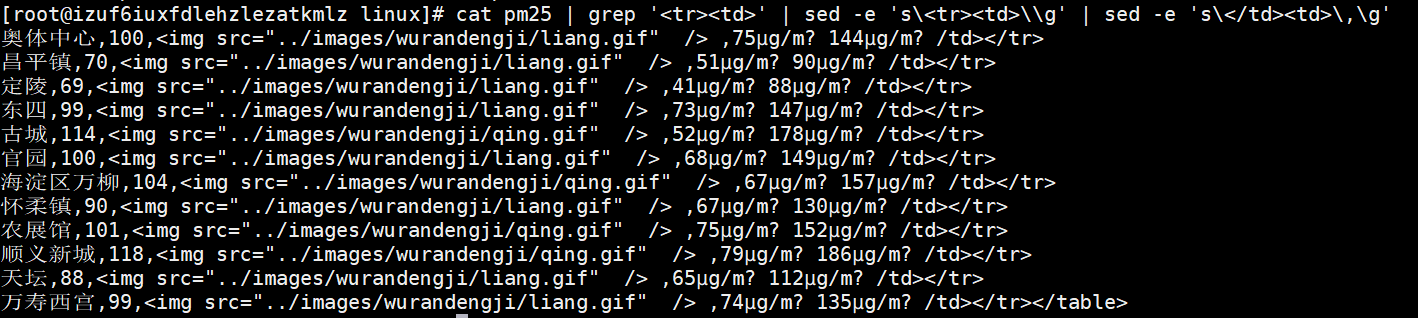 [root@izuf6iuxfdlehzlezatkmlz linux]# cat pm25 | grep '<tr><td>' | sed -e 's\<tr><td>\\g' | sed -e 's\</td><td>\,\g'
奥体中心,100,<img src="../images/wurandengji/liang.gif"  /> ,75μg/m? 144μg/m? /td></tr>
昌平镇,70,<img src="../images/wurandengji/liang.gif"  /> ,51μg/m? 90μg/m? /td></tr>
定陵,69,<img src="../images/wurandengji/liang.gif"  /> ,41μg/m? 88μg/m? /td></tr>
东四,99,<img src="../images/wurandengji/liang.gif"  /> ,73μg/m? 147μg/m? /td></tr>
古城,114,<img src="../images/wurandengji/qing.gif"  /> ,52μg/m? 178μg/m? /td></tr>
官园,100,<img src="../images/wurandengji/liang.gif"  /> ,68μg/m? 149μg/m? /td></tr>
海淀区万柳,104,<img src="../images/wurandengji/qing.gif"  /> ,67μg/m? 157μg/m? /td></tr>
怀柔镇,90,<img src="../images/wurandengji/liang.gif"  /> ,67μg/m? 130μg/m? /td></tr>
农展馆,101,<img src="../images/wurandengji/qing.gif"  /> ,75μg/m? 152μg/m? /td></tr>
顺义新城,118,<img src="../images/wurandengji/qing.gif"  /> ,79μg/m? 186μg/m? /td></tr>
天坛,88,<img src="../images/wurandengji/liang.gif"  /> ,65μg/m? 112μg/m? /td></tr>
万寿西宫,99,<img src="../images/wurandengji/liang.gif"  /> ,74μg/m? 135μg/m? /td></tr></table>